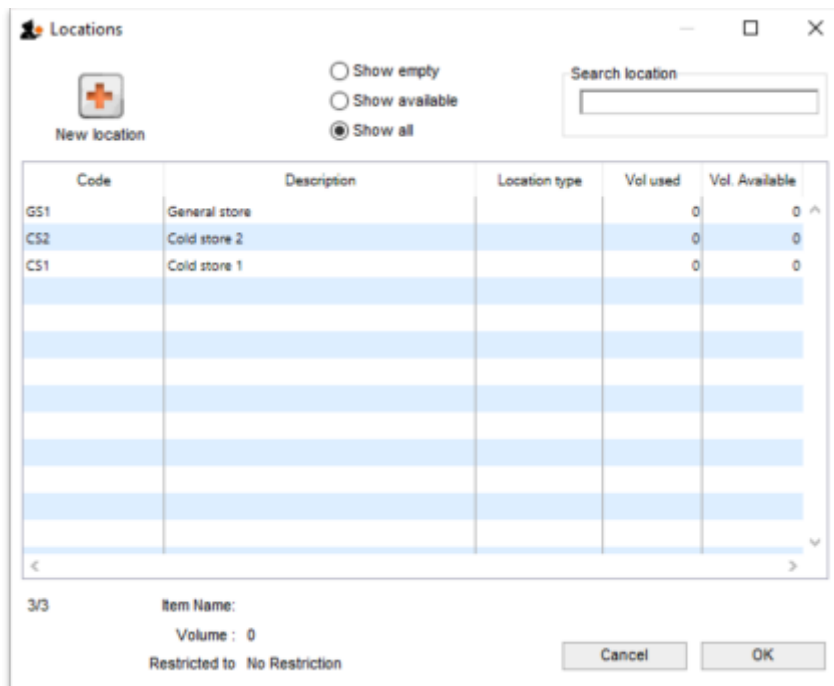 Locations
Show empty
Show available
Show all
Search location
New location
Code Description Location type Vol used Vol. Available
GS1 General store 0 0
CS2 Cold store 2 0 0
CS1 Cold store 1 0 0
3/3 Item Name:
Volume : 0
Restricted to No Restriction
Cancel OK